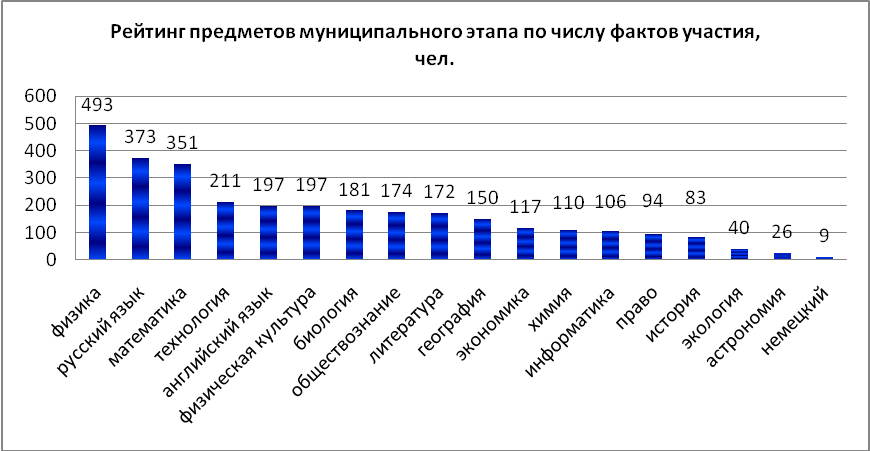 Рейтинг предметов муниципального этапа по числу фактов участия,
чел.
600
500
400
300
200
100
0
493
373
351
211
197
197
181
174
172
150
117
110
106
94
83
40
26
9
физика
русский язык
математика
технология
английский язык
физическая культура
биология
обществознание
литература
география
экономика
химия
информатика
право
история
экология
астрономия
немецкий